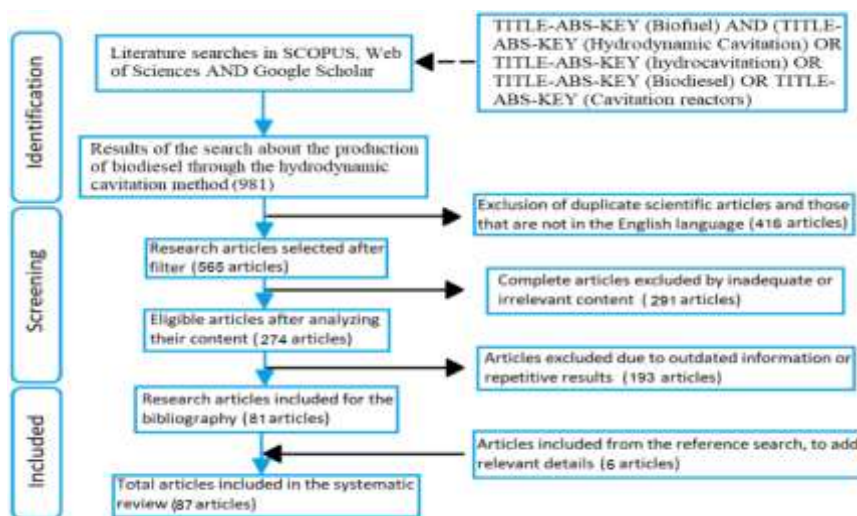 Literature searches in SCOPUS, Web
of Sciences AND Google Scholar
TITLE-ABS-KEY (Biofuel) AND (TITLE-
ABS-KEY (Hydrodynamic Cavitation) OR
TITLE-ABS-KEY (hydrocavitation) OR
TITLE-ABS-KEY (Biodiesel) OR TITLE-
ABS-KEY (Cavitation reactors)
Identification
Results of the search about the production
of biodiesel through the hydrodynamic
cavitation method (981)
Exclusion of duplicate scientific articles and those
that are not in the English language (416 articles)
Screening
Research articles selected after
filter (565 articles)
Complete articles excluded by inadequate or
irrelevant content (291 articles)
Eligible articles after analyzing
their content (274 articles)
Articles excluded due to outdated information or
repetitive results (193 articles)
Included
Research articles included for the
bibliography (81 articles)
Articles included from the reference search, to add
relevant details (6 articles)
Total articles included in the systematic
review (87 articles)